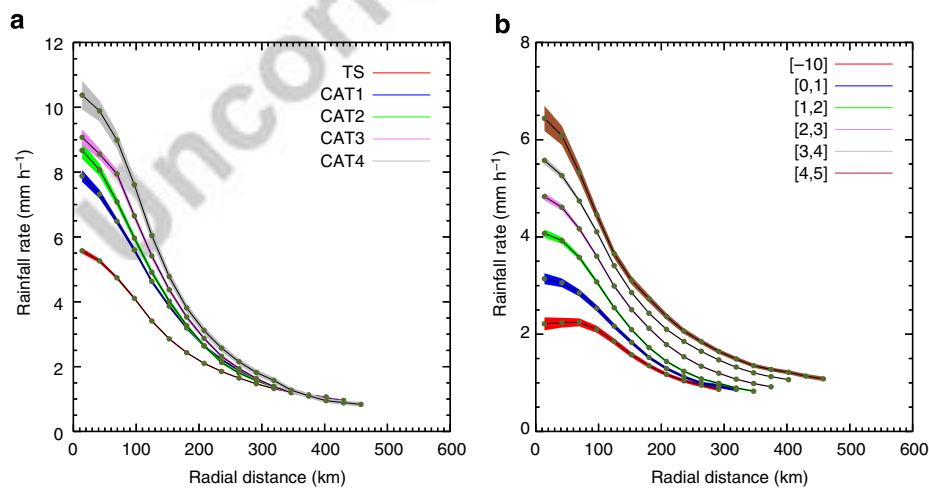 a
12
10
8
6
4
2
0
0 100 200 300 400 500 600
Rainfall rate (mm h⁻¹)
Radial distance (km)
TS
CAT1
CAT2
CAT3
CAT4
b
8
6
4
2
0
0 100 200 300 400 500 600
Rainfall rate (mm h⁻¹)
Radial distance (km)
[−10]
[0,1]
[1,2]
[2,3]
[3,4]
[4,5]
Uncor